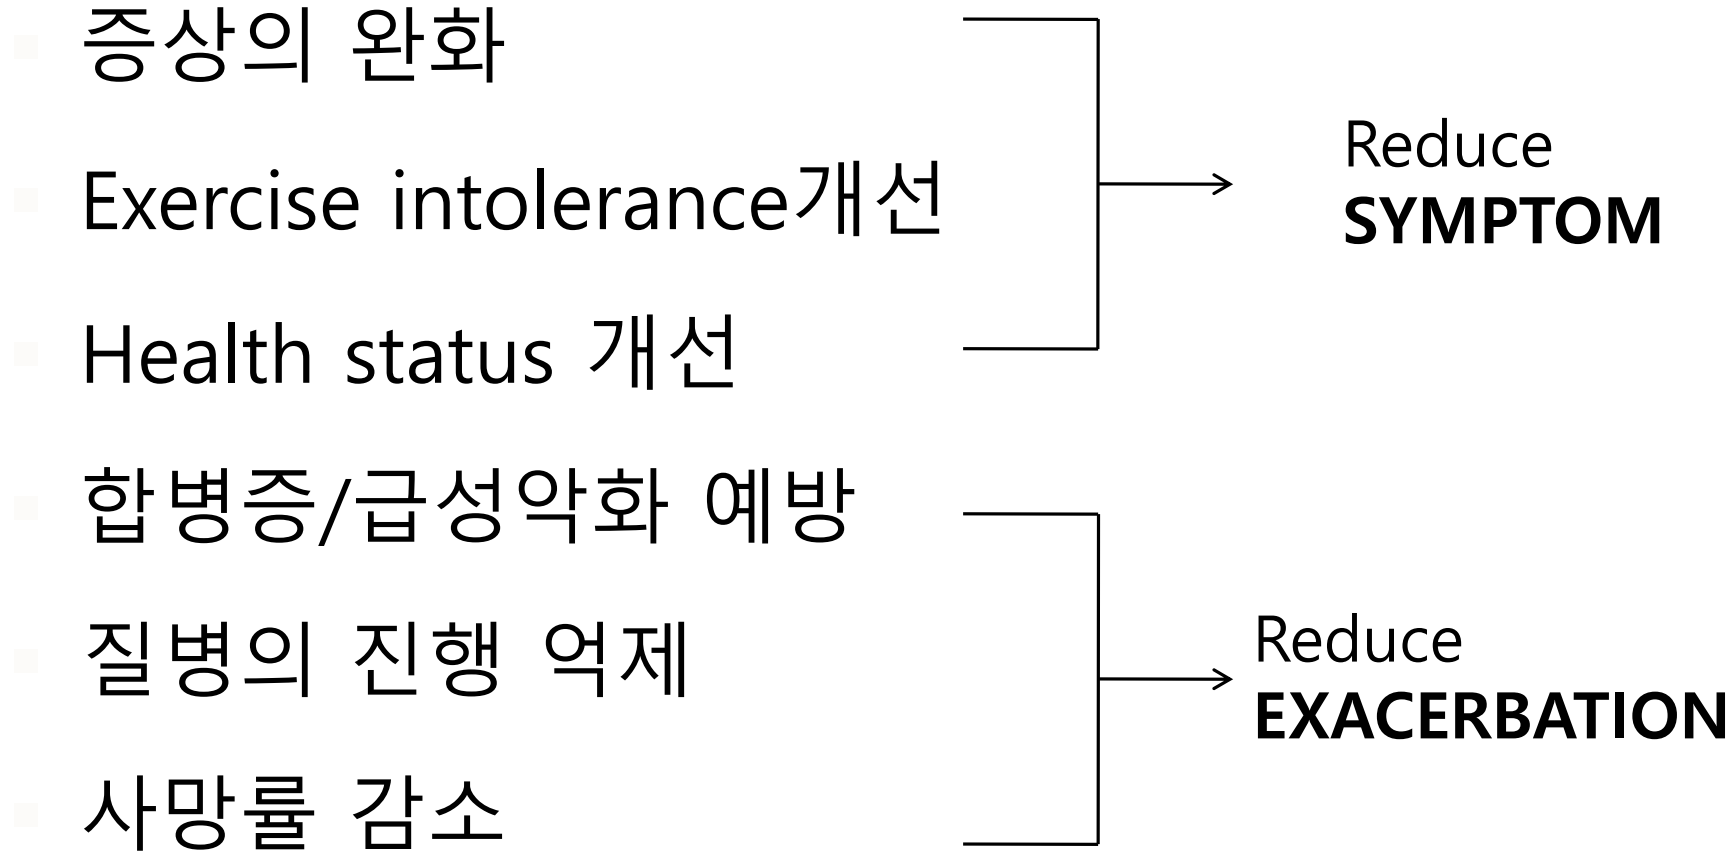 증상의 완화
Exercise intolerance개선
Health status 개선
Reduce
SYMPTOM
합병증/급성악화 예방
질병의 진행 억제
사망률 감소
Reduce
EXACERBATION